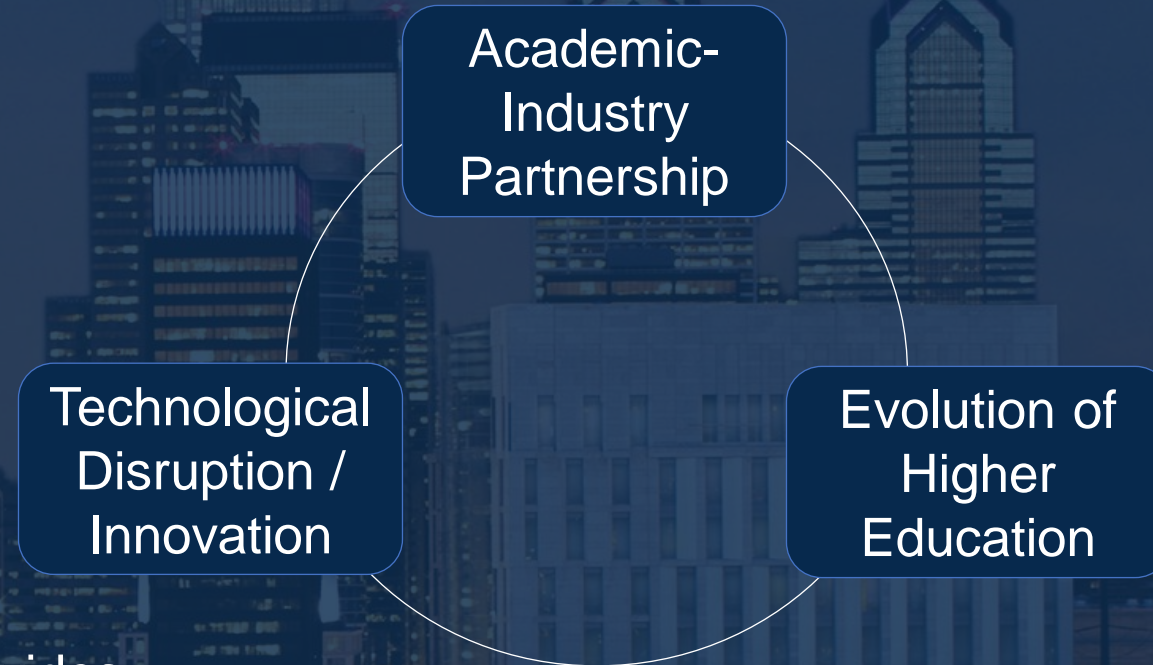 Academic-
Industry
Partnership
Technological
Disruption /
Innovation
Evolution of
Higher
Education